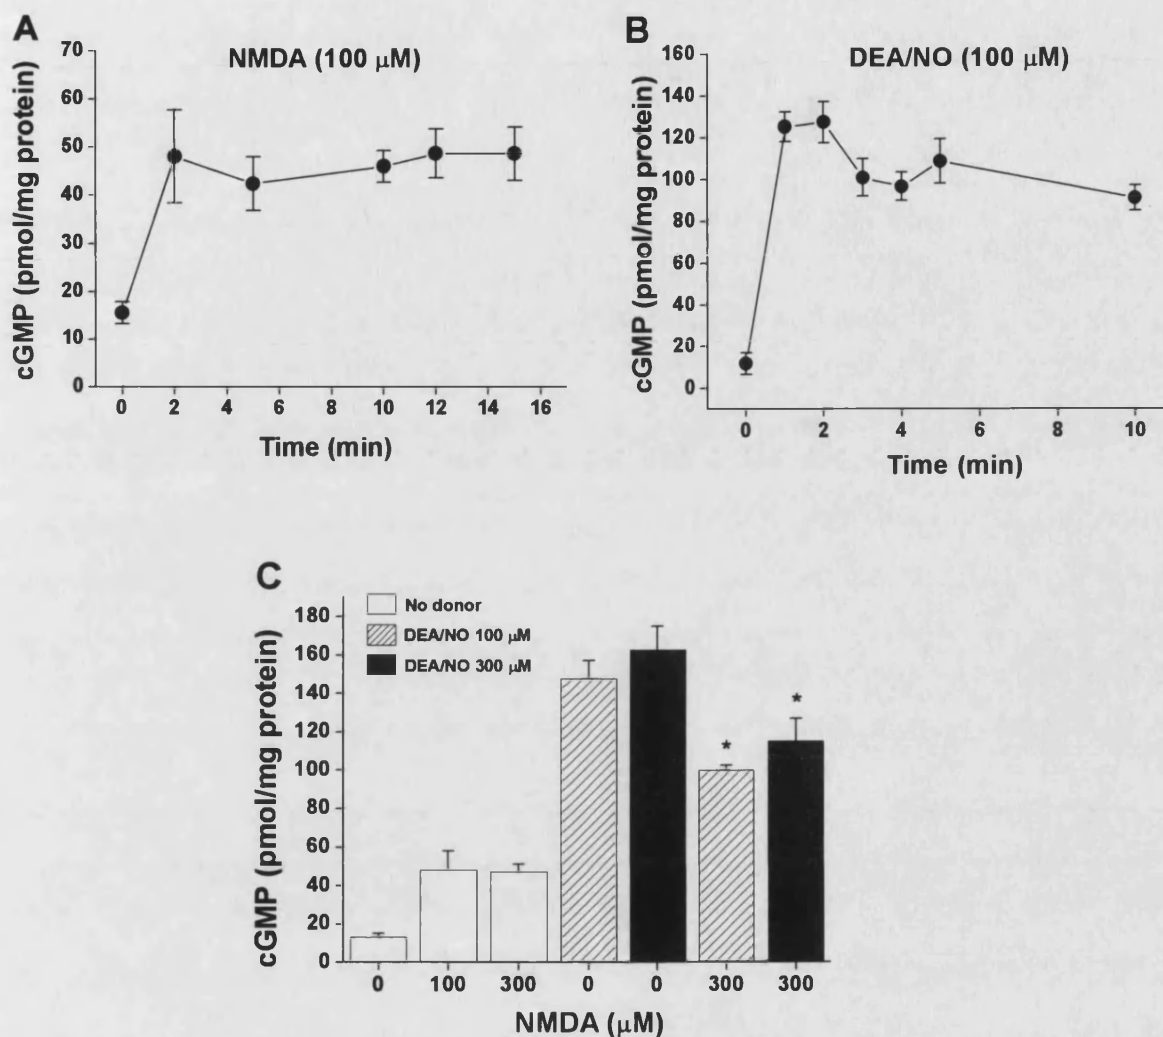 A
NMDA (100 μM)
cGMP (pmol/mg protein)
70
60
50
40
30
20
10
0
0 2 4 6 8 10 12 14 16
Time (min)
B
DEA/NO (100 μM)
cGMP (pmol/mg protein)
160
140
120
100
80
60
40
20
0
0 2 4 6 8 10
Time (min)
C
No donor
DEA/NO 100 μM
DEA/NO 300 μM
cGMP (pmol/mg protein)
180
160
140
120
100
80
60
40
20
0
* *
0 100 300 0 0 300 300
NMDA (μM)